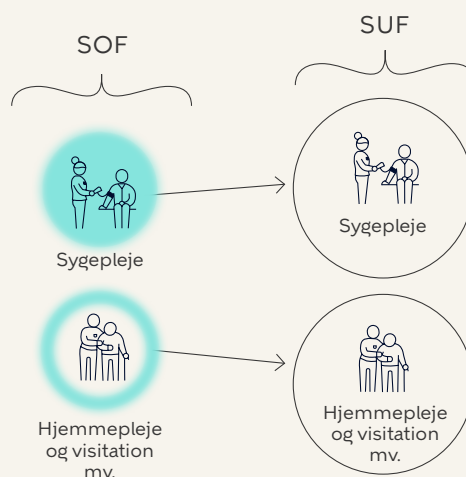 SOF
SUF
Sygepleje
Sygepleje
Hjemmepleje
og visitation
mv.
Hjemmepleje
og visitation
mv.